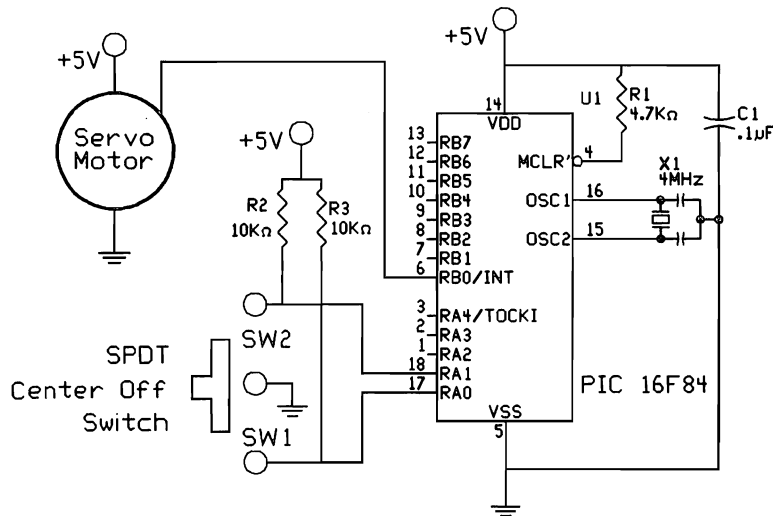 +5V
Servo
Motor
+5V
R2
10KΩ
R3
10KΩ
SW2
SPDT
Center Off
Switch
SW1
+5V
14
VDD
U1
R1
4.7KΩ
C1
.1µF
13
RB7
12
RB6
11
RB5
10
RB4
9
RB3
8
RB2
7
RB1
6
RB0/INT
3
RA4/TOCKI
2
RA3
1
RA2
18
RA1
17
RA0
MCLR' 4
OSC1 16
OSC2 15
X1
4MHz
VSS
5
PIC 16F84